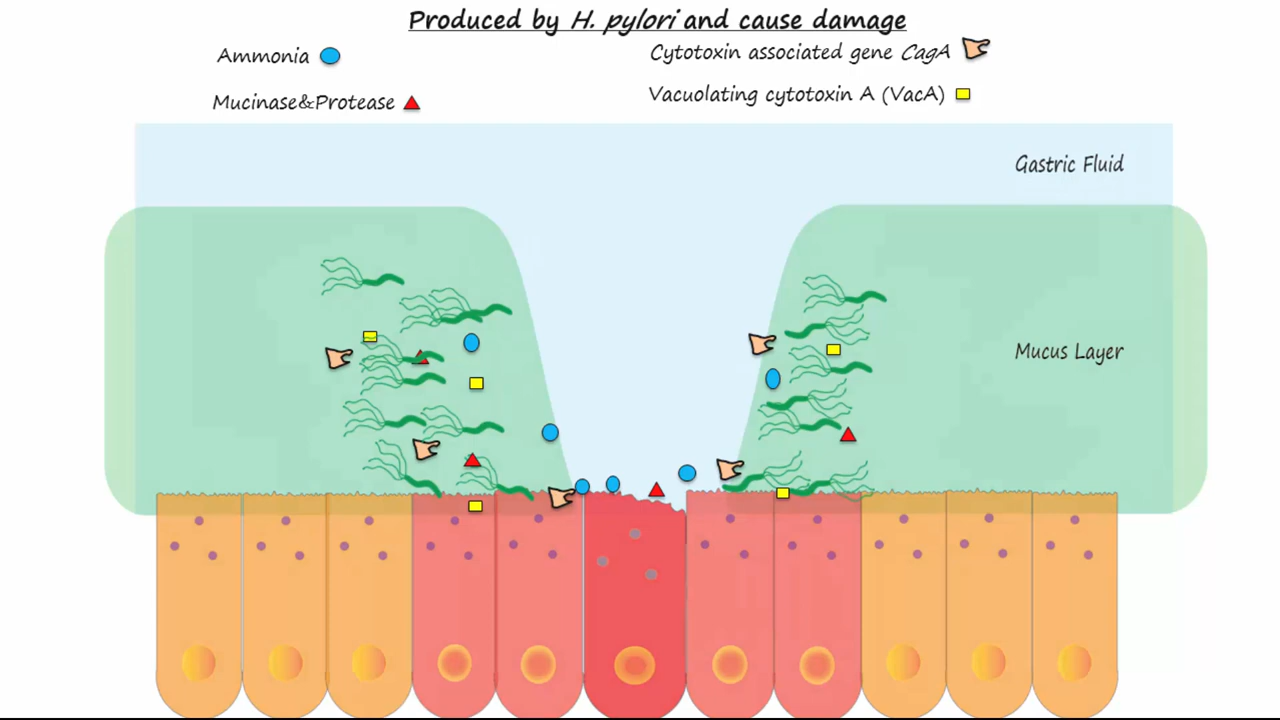 Produced by H. pylori and cause damage
Ammonia
Cytotoxin associated gene CagA
Mucinase&Protease
Vacuolating cytotoxin A (VacA)
Gastric Fluid
Mucus Layer